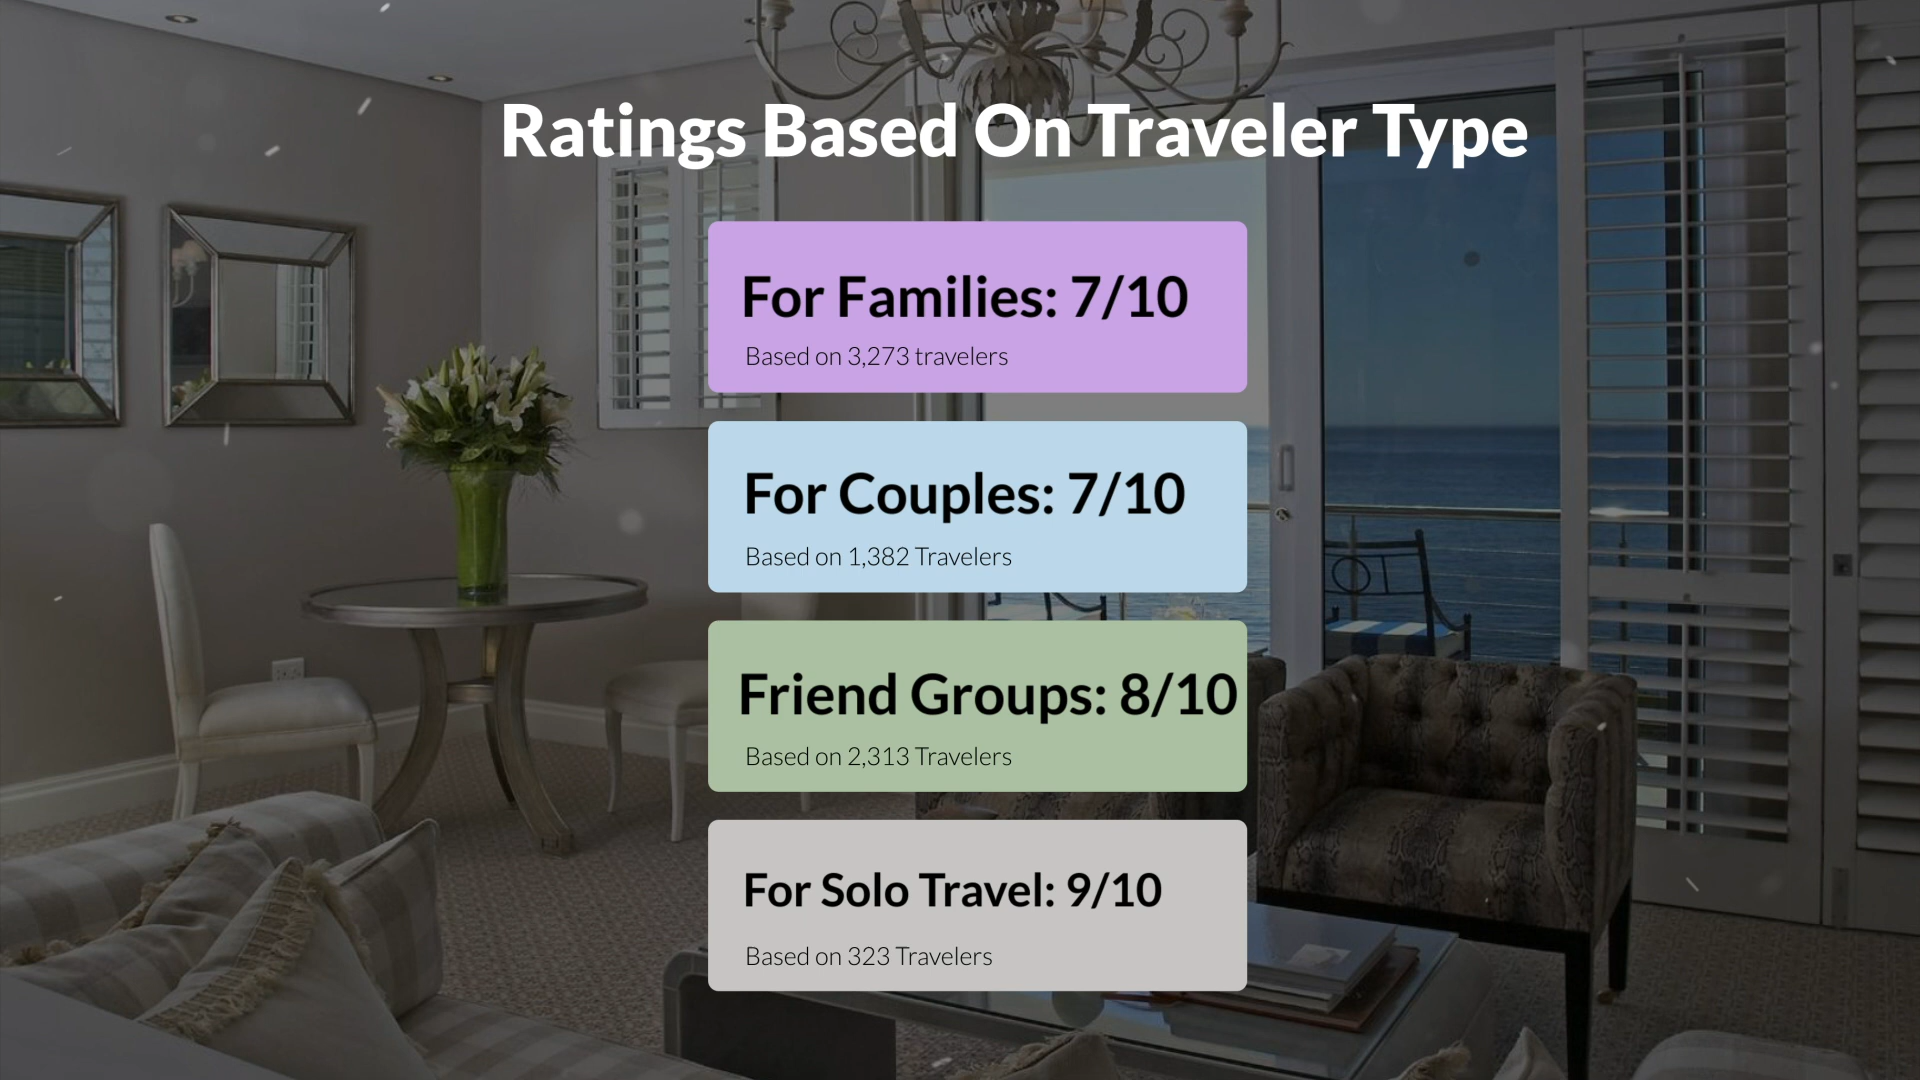 Ratings Based On Traveler Type
For Families: 7/10
Based on 3,273 travelers
For Couples: 7/10
Based on 1,382 Travelers
Friend Groups: 8/10
Based on 2,313 Travelers
For Solo Travel: 9/10
Based on 323 Travelers